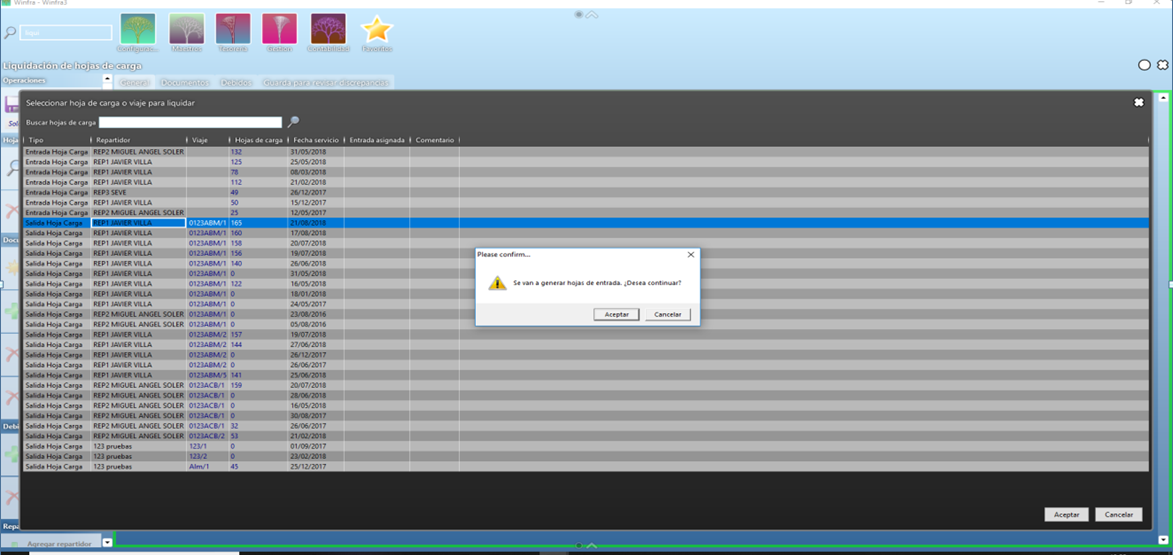 Winfra - Winfra3
Configurac... Maestros Tesorería Gestion Contabilidad Favoritos
Liquidación de hojas de carga
Operaciones
General Documentos Debidos Guarda para revisar discrepancias
Seleccionar hoja de carga o viaje para liquidar
Buscar hojas de carga
Tipo Repartidor Viaje Hojas de carga Fecha servicio Entrada asignada Comentario
Entrada Hoja Carga REP2 MIGUEL ANGEL SOLER 132 31/05/2018
Entrada Hoja Carga REP1 JAVIER VILLA 125 25/05/2018
Entrada Hoja Carga REP1 JAVIER VILLA 78 08/03/2018
Entrada Hoja Carga REP1 JAVIER VILLA 112 21/02/2018
Entrada Hoja Carga REP3 SEVE 49 26/12/2017
Entrada Hoja Carga REP1 JAVIER VILLA 50 15/12/2017
Entrada Hoja Carga REP2 MIGUEL ANGEL SOLER 25 12/05/2017
Salida Hoja Carga REP1 JAVIER VILLA 0123ABM/1 165 21/08/2018
Salida Hoja Carga REP1 JAVIER VILLA 0123ABM/1 160 17/08/2018
Salida Hoja Carga REP1 JAVIER VILLA 0123ABM/1 158 20/07/2018
Salida Hoja Carga REP1 JAVIER VILLA 0123ABM/1 156 19/07/2018
Salida Hoja Carga REP1 JAVIER VILLA 0123ABM/1 140 26/06/2018
Salida Hoja Carga REP1 JAVIER VILLA 0123ABM/1 0 31/05/2018
Salida Hoja Carga REP1 JAVIER VILLA 0123ABM/1 122 16/05/2018
Salida Hoja Carga REP1 JAVIER VILLA 0123ABM/1 0 18/01/2018
Salida Hoja Carga REP1 JAVIER VILLA 0123ABM/1 0 24/05/2017
Salida Hoja Carga REP2 MIGUEL ANGEL SOLER 0123ABM/1 0 23/08/2016
Salida Hoja Carga REP2 MIGUEL ANGEL SOLER 0123ABM/1 0 05/08/2016
Salida Hoja Carga REP1 JAVIER VILLA 0123ABM/2 157 19/07/2018
Salida Hoja Carga REP1 JAVIER VILLA 0123ABM/2 144 27/06/2018
Salida Hoja Carga REP1 JAVIER VILLA 0123ABM/2 0 26/12/2017
Salida Hoja Carga REP1 JAVIER VILLA 0123ABM/2 0 26/06/2017
Salida Hoja Carga REP1 JAVIER VILLA 0123ABM/5 141 25/06/2018
Salida Hoja Carga REP2 MIGUEL ANGEL SOLER 0123ACB/1 159 20/07/2018
Salida Hoja Carga REP2 MIGUEL ANGEL SOLER 0123ACB/1 0 28/06/2018
Salida Hoja Carga REP2 MIGUEL ANGEL SOLER 0123ACB/1 0 16/05/2018
Salida Hoja Carga REP2 MIGUEL ANGEL SOLER 0123ACB/1 0 30/08/2017
Salida Hoja Carga REP2 MIGUEL ANGEL SOLER 0123ACB/1 32 26/06/2017
Salida Hoja Carga REP2 MIGUEL ANGEL SOLER 0123ACB/2 53 21/02/2018
Salida Hoja Carga 123 pruebas 123/1 0 01/09/2017
Salida Hoja Carga 123 pruebas 123/2 0 23/02/2018
Salida Hoja Carga 123 pruebas Alm/1 45 25/12/2017
Please confirm...
Se van a generar hojas de entrada. ¿Desea continuar?
Aceptar Cancelar
Aceptar Cancelar
Agregar repartidor